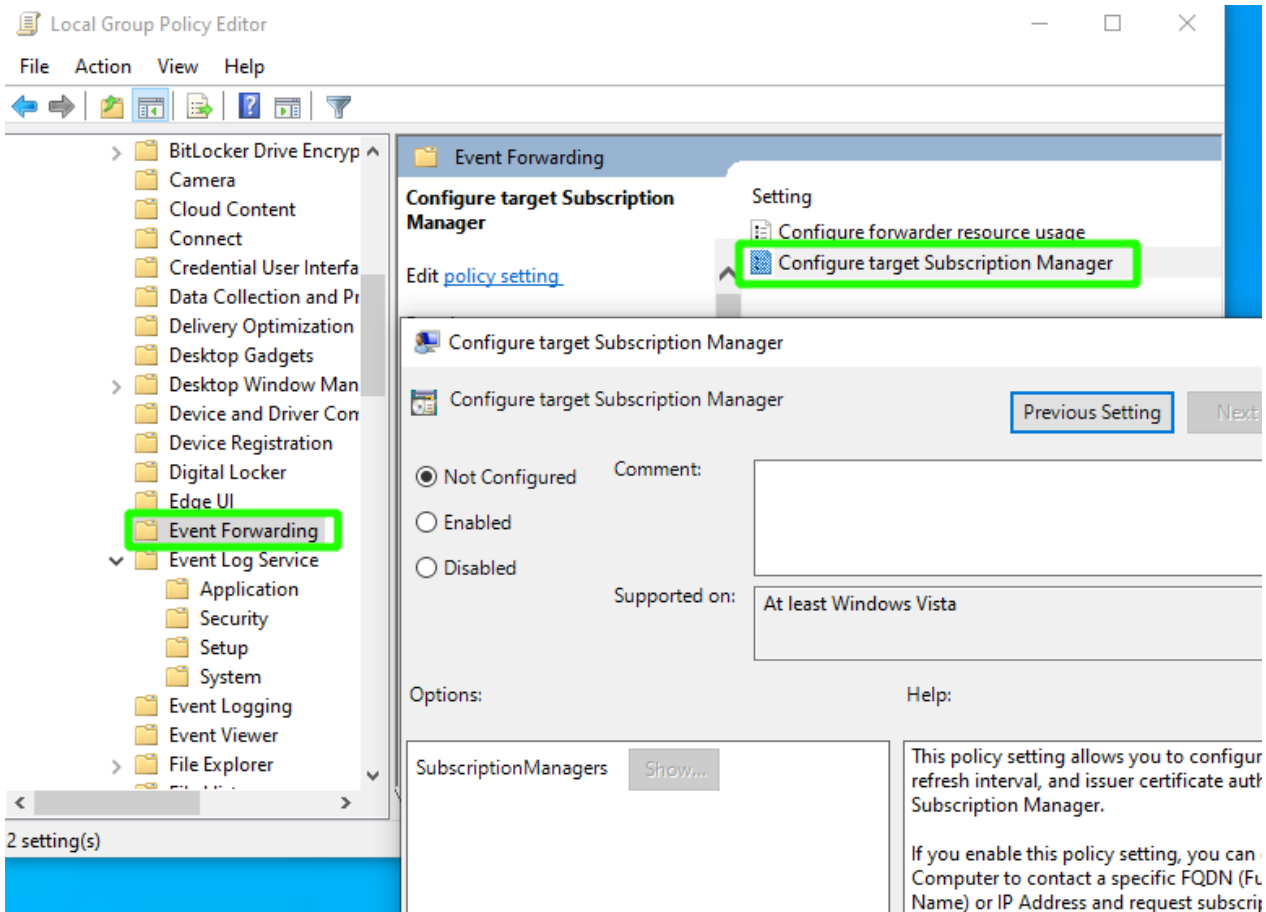 Local Group Policy Editor
File Action View Help
BitLocker Drive Encryp
Camera
Cloud Content
Connect
Credential User Interfa
Data Collection and Pr
Delivery Optimization
Desktop Gadgets
Desktop Window Man
Device and Driver Com
Device Registration
Digital Locker
Edge UI
Event Forwarding
Event Log Service
Application
Security
Setup
System
Event Logging
Event Viewer
File Explorer
2 setting(s)
Event Forwarding
Configure target Subscription
Manager
Edit policy setting
Setting
Configure forwarder resource usage
Configure target Subscription Manager
Configure target Subscription Manager
Configure target Subscription Manager
Previous Setting
Next
Not Configured
Enabled
Disabled
Comment:
Supported on:
At least Windows Vista
Options:
Help:
SubscriptionManagers
Show...
This policy setting allows you to configur
refresh interval, and issuer certificate auth
Subscription Manager.
If you enable this policy setting, you can
Computer to contact a specific FQDN (Fu
Name) or IP Address and request subscrip